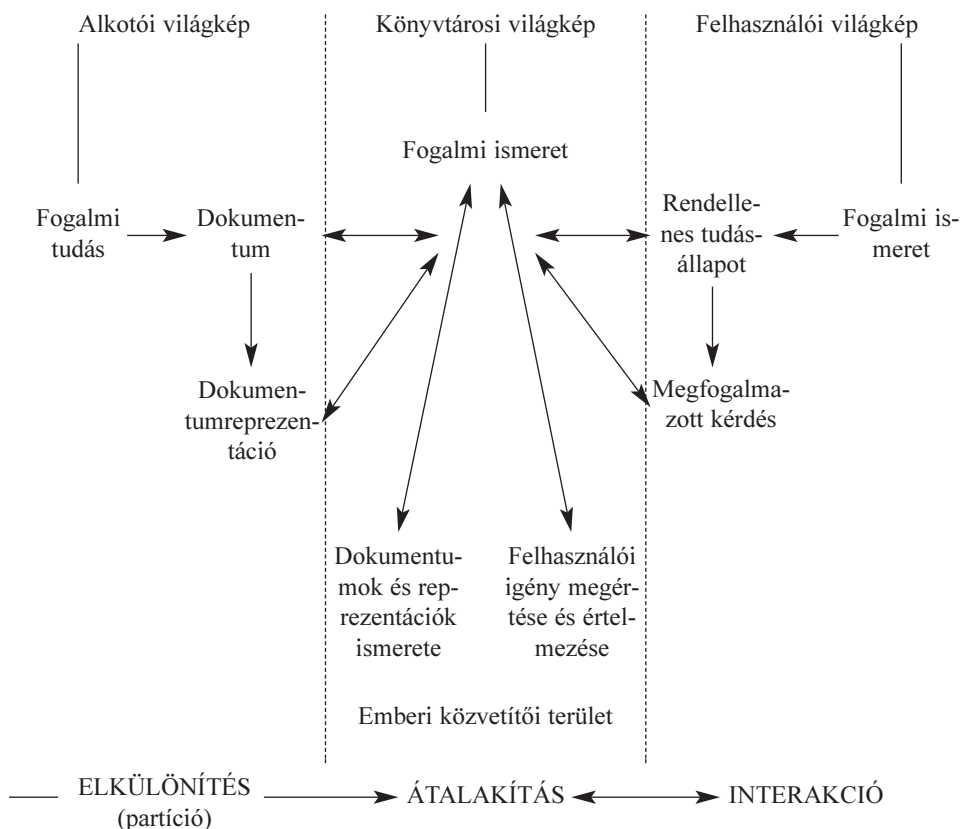 Alkotói világkép
Könyvtárosi világkép
Felhasználói világkép
Fogalmi ismeret
Fogalmi
tudás
Dokumen-
tum
Rendelle-
nes tudás-
állapot
Fogalmi is-
meret
Dokumen-
tumreprezen-
táció
Megfogalma-
zott kérdés
Dokumentu-
mok és rep-
rezentációk
ismerete
Felhasználói
igény megér-
tése és értel-
mezése
Emberi közvetítői terület
ELKÜLÖNÍTÉS
(partíció)
ÁTALAKÍTÁS
INTERAKCIÓ